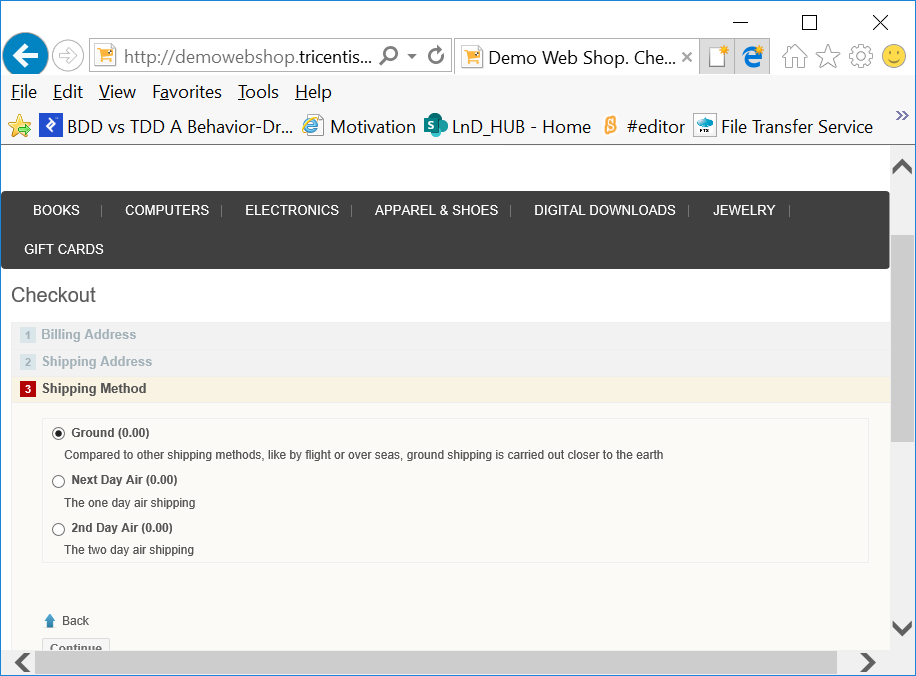 http://demowebshop.tricentis...
Demo Web Shop. Che...
File Edit View Favorites Tools Help
BDD vs TDD A Behavior-Dr... Motivation LnD_HUB - Home #editor File Transfer Service
BOOKS | COMPUTERS | ELECTRONICS | APPAREL & SHOES | DIGITAL DOWNLOADS | JEWELRY |
GIFT CARDS
Checkout
1 Billing Address
2 Shipping Address
3 Shipping Method
Ground (0.00)
Compared to other shipping methods, like by flight or over seas, ground shipping is carried out closer to the earth
Next Day Air (0.00)
The one day air shipping
2nd Day Air (0.00)
The two day air shipping
Back
Continue